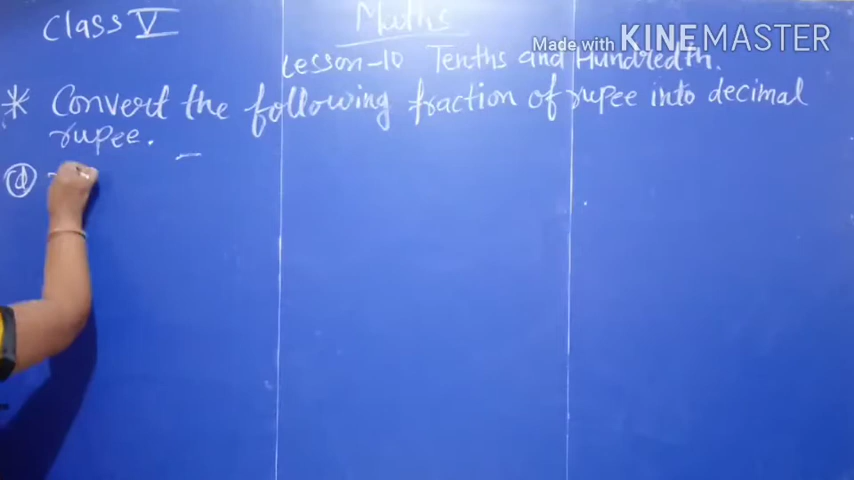 Class V
Maths
Made with KINEMASTER
Lesson-10 Tenths and Hundredth.
* Convert the following fraction of rupee into decimal
rupee.
d